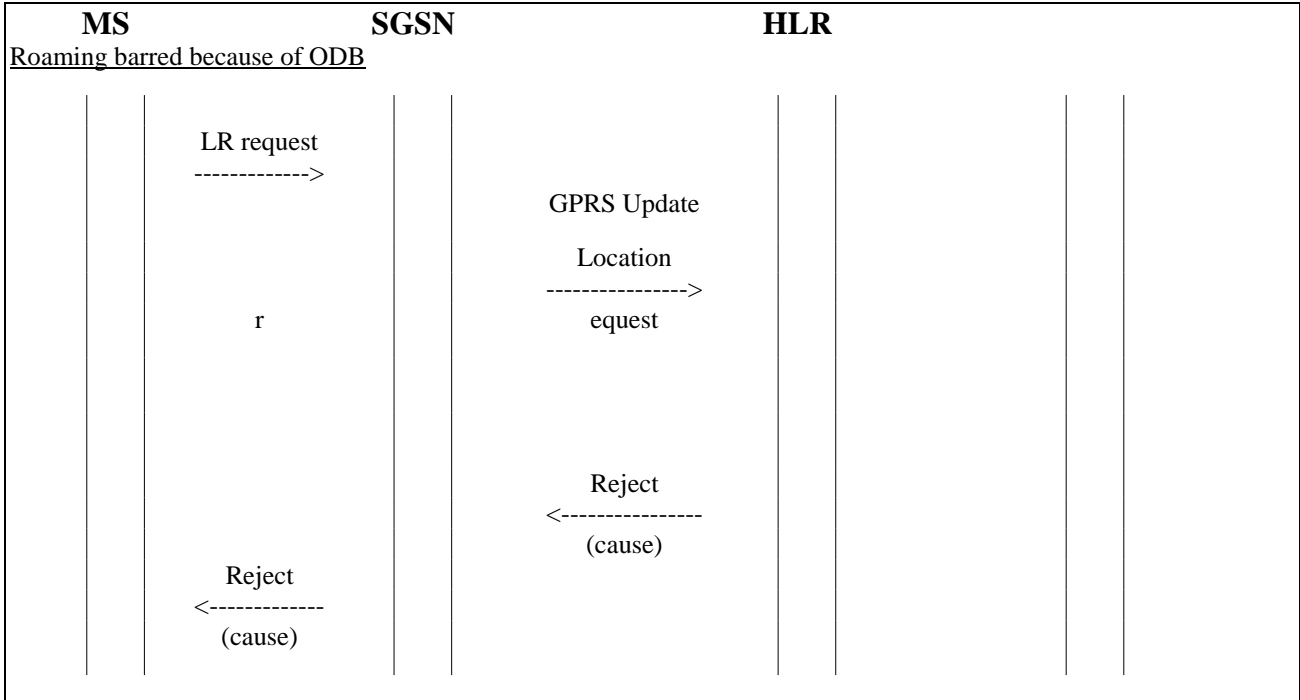 MS SGSN HLR
Roaming barred because of ODB
LR request
------------->
GPRS Update
Location
---------------->
r equest
Reject
<----------------
(cause)
Reject
<-------------
(cause)